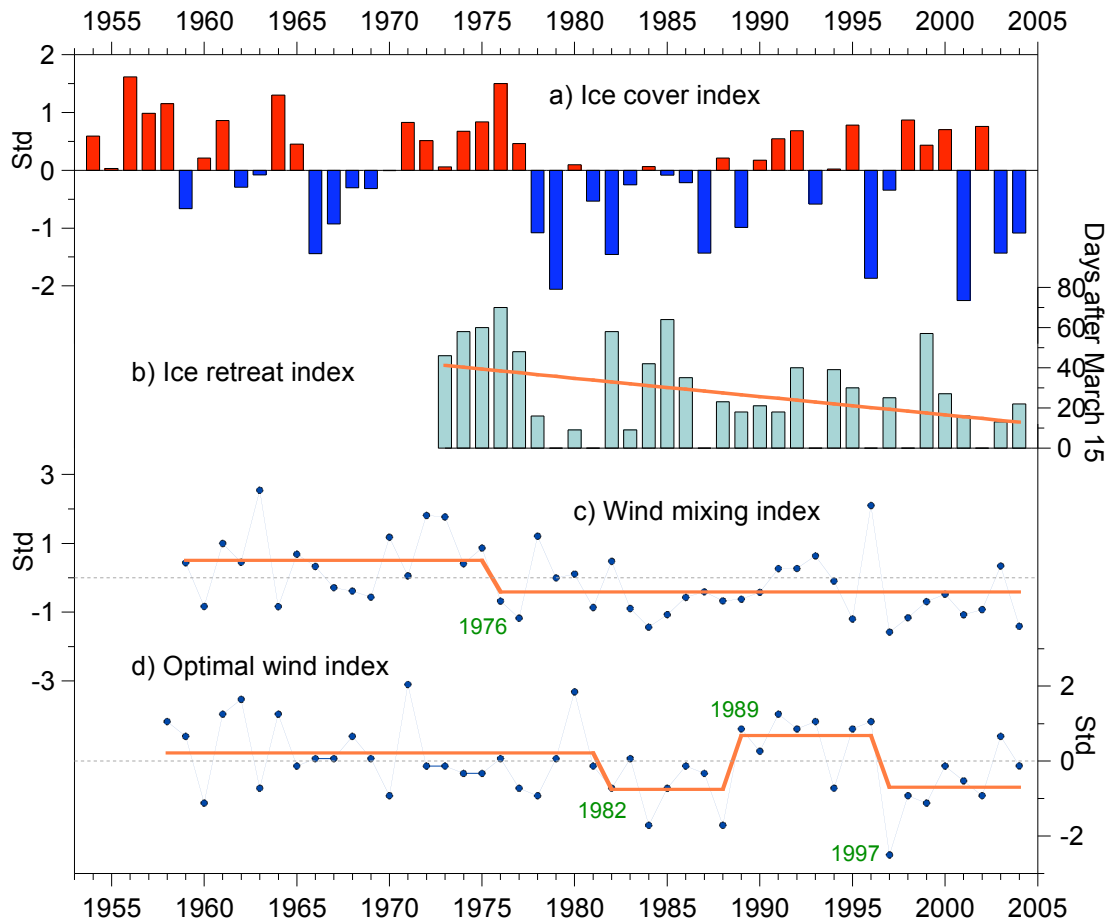 1955 1960 1965 1970 1975 1980 1985 1990 1995 2000 2005
2
1
0
-1
-2
Std
a) Ice cover index
Days after March 15
80
60
40
20
0
b) Ice retreat index
3
1
-1
-3
Std
c) Wind mixing index
1976
d) Optimal wind index
2
0
-2
Std
1989
1982
1997
1955 1960 1965 1970 1975 1980 1985 1990 1995 2000 2005